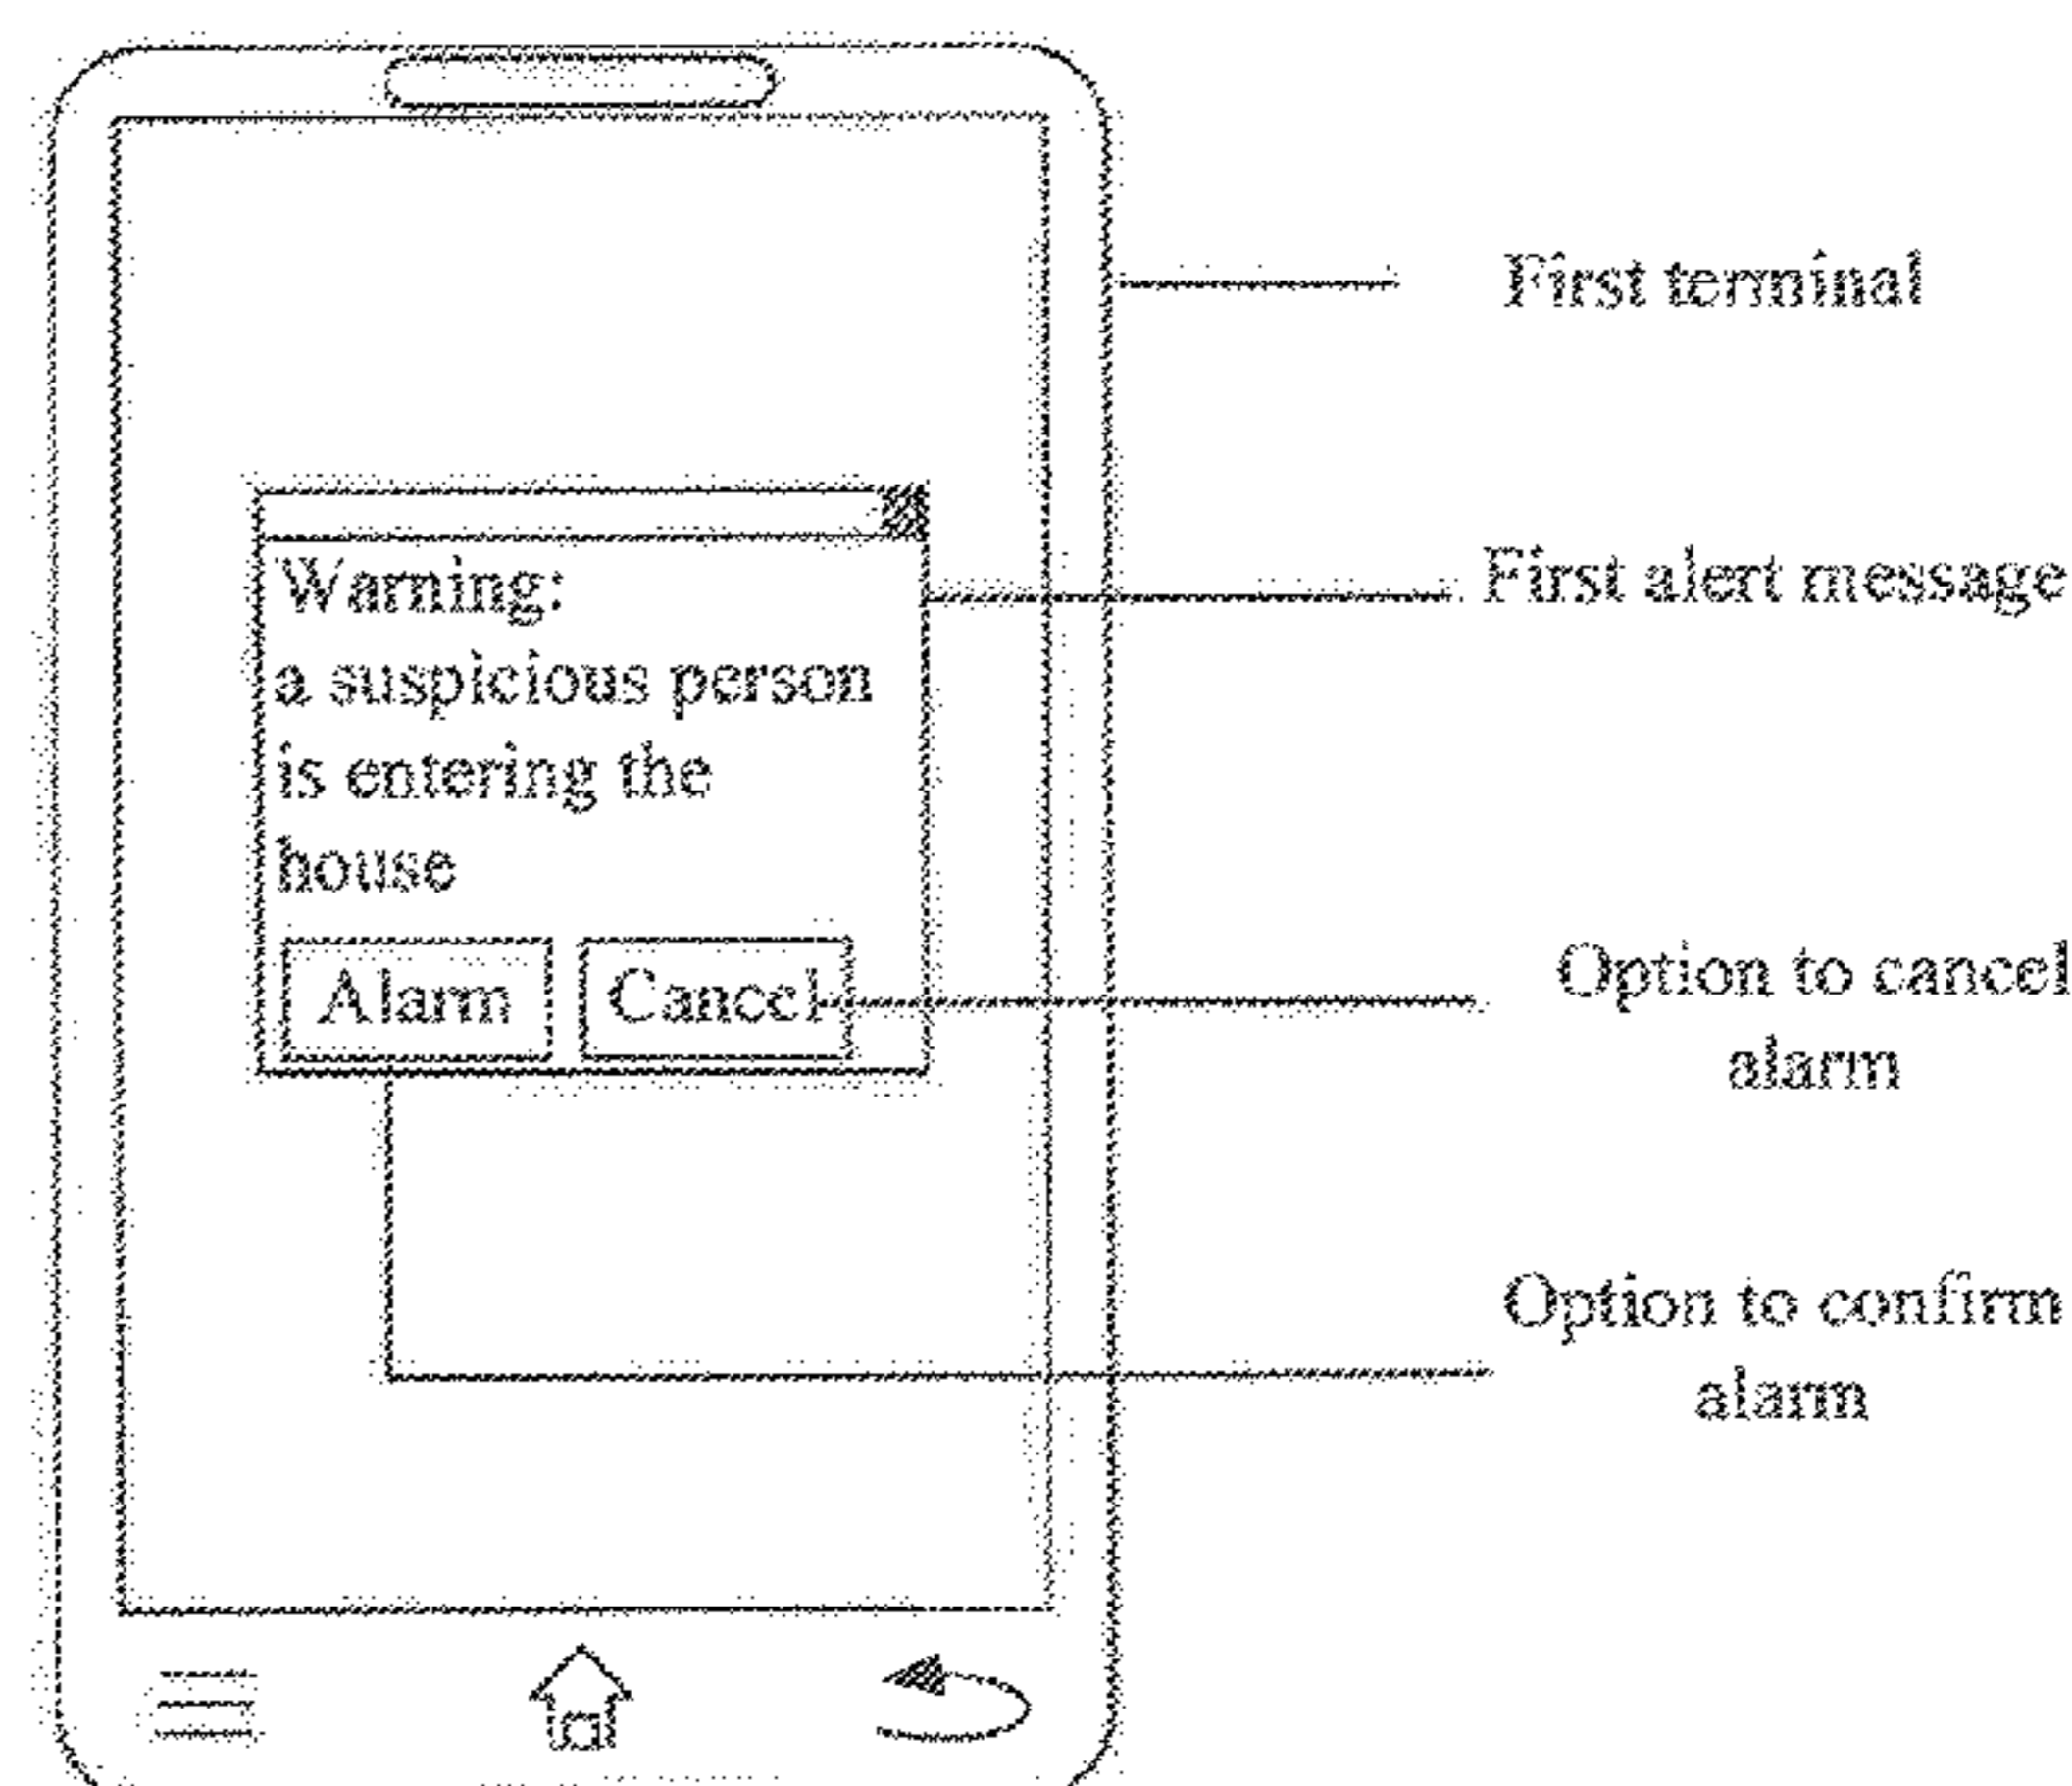 First terminal
Warning:
a suspicious person
is entering the
house
Alarm
Cancel
First alert message
Option to cancel
alarm
Option to confirm
alarm